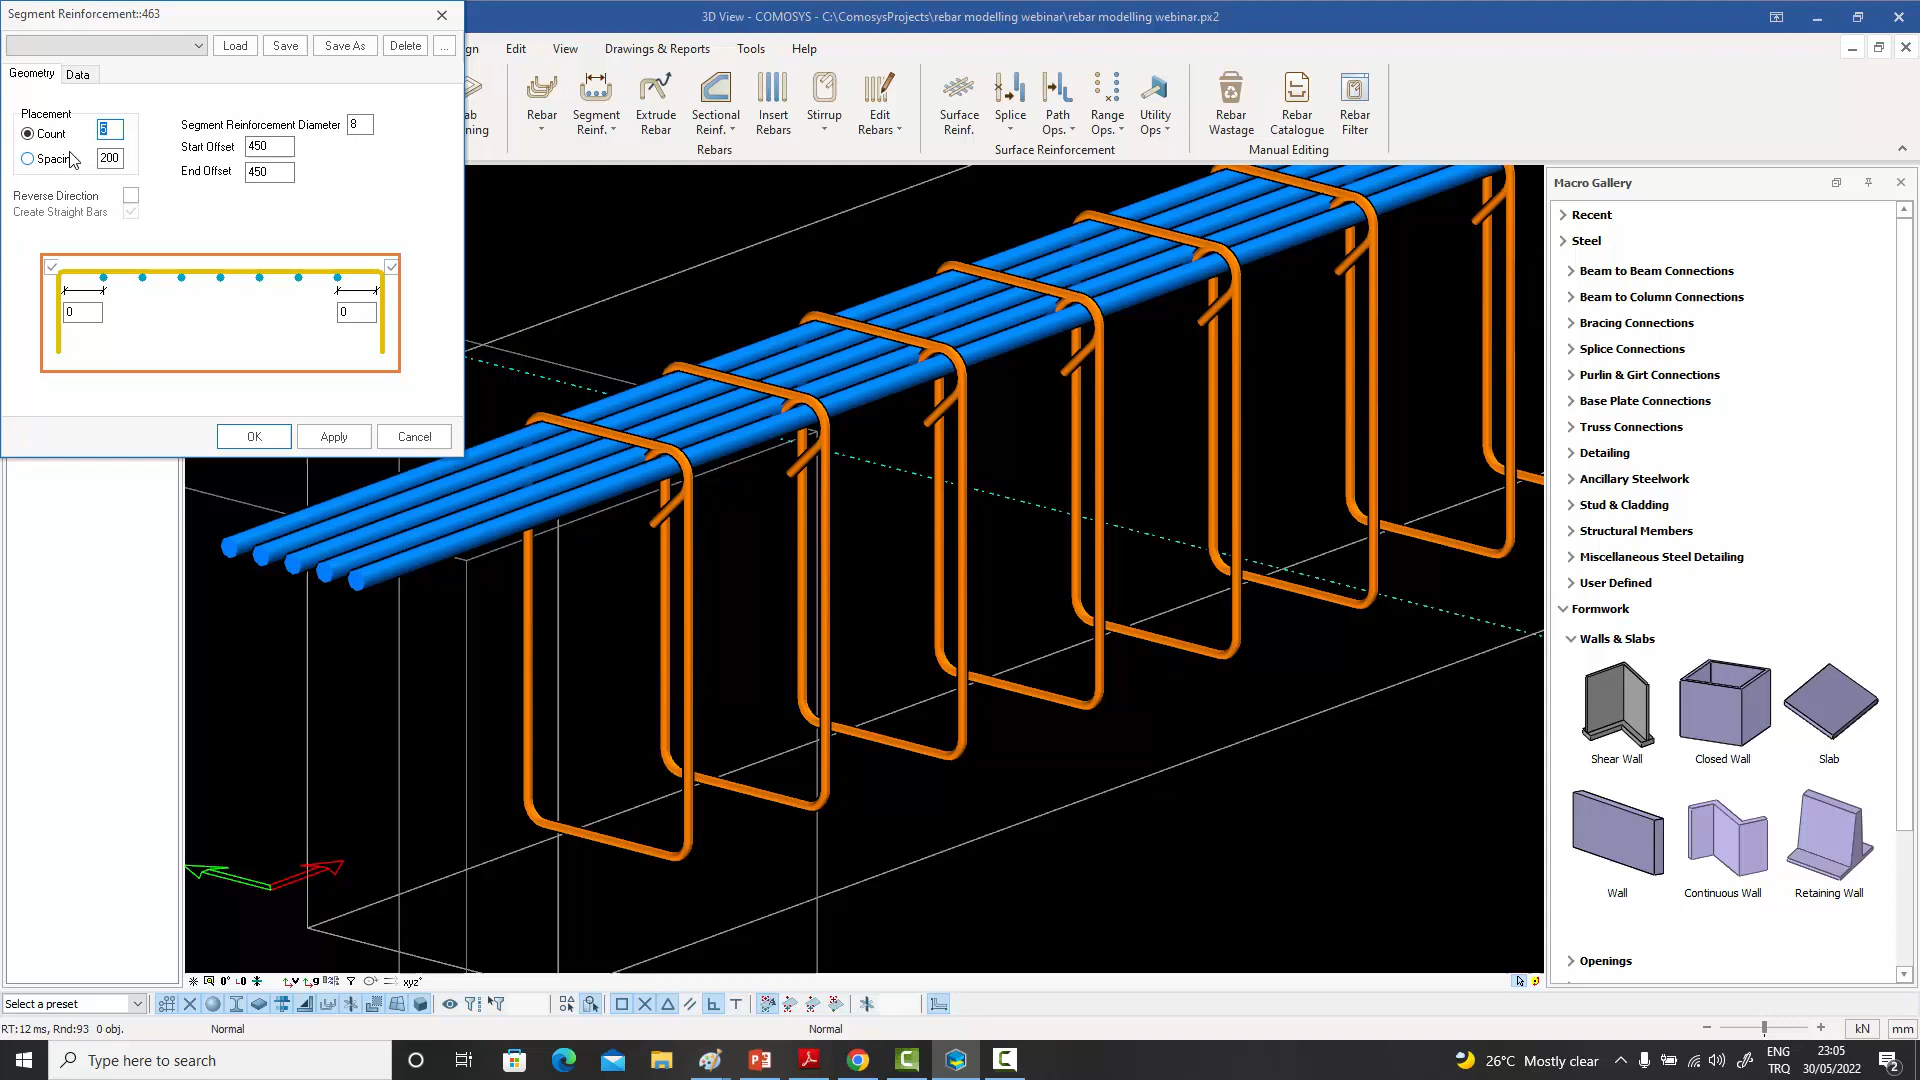 Segment Reinforcement::463
3D View - COMOSYS - C:\ComosysProjects\rebar modelling webinar\rebar modelling webinar.px2
Load
Save
Save As
Delete
...
Edit
View
Drawings & Reports
Tools
Help
Geometry
Data
Placement
Count
5
Spacing
200
Segment Reinforcement Diameter
8
Start Offset
450
End Offset
450
Reverse Direction
Create Straight Bars
0
0
OK
Apply
Cancel
Rebar
Segment
Reinf.
Extrude
Rebar
Sectional
Reinf.
Insert
Rebars
Stirrup
Edit
Rebars
Rebars
Surface
Reinf.
Splice
Path
Ops.
Range
Ops.
Utility
Ops
Surface Reinforcement
Rebar
Wastage
Rebar
Catalogue
Rebar
Filter
Manual Editing
Macro Gallery
Recent
Steel
Beam to Beam Connections
Beam to Column Connections
Bracing Connections
Splice Connections
Purlin & Girt Connections
Base Plate Connections
Truss Connections
Detailing
Ancillary Steelwork
Stud & Cladding
Structural Members
Miscellaneous Steel Detailing
User Defined
Formwork
Walls & Slabs
Shear Wall
Closed Wall
Slab
Wall
Continuous Wall
Retaining Wall
Openings
xyz
Select a preset
RT:12 ms, Rnd:93 0 obj.
Normal
Normal
kN
mm
Type here to search
26°C Mostly clear
ENG
TRQ
23:05
30/05/2022
2